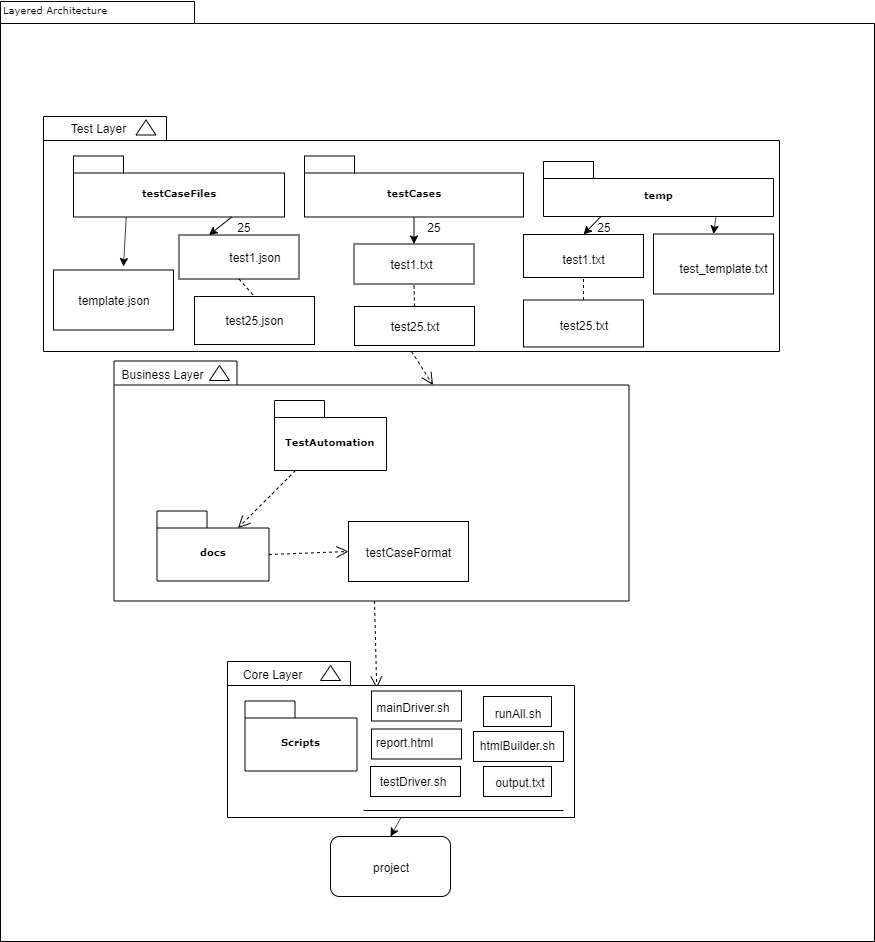 Layered Architecture
Test Layer
testCaseFiles
testCases
temp
25
25
25
test1.json
test1.txt
test1.txt
test_template.txt
template.json
test25.json
test25.txt
test25.txt
Business Layer
TestAutomation
docs
testCaseFormat
Core Layer
Scripts
mainDriver.sh
runAll.sh
report.html
htmlBuilder.sh
testDriver.sh
output.txt
project